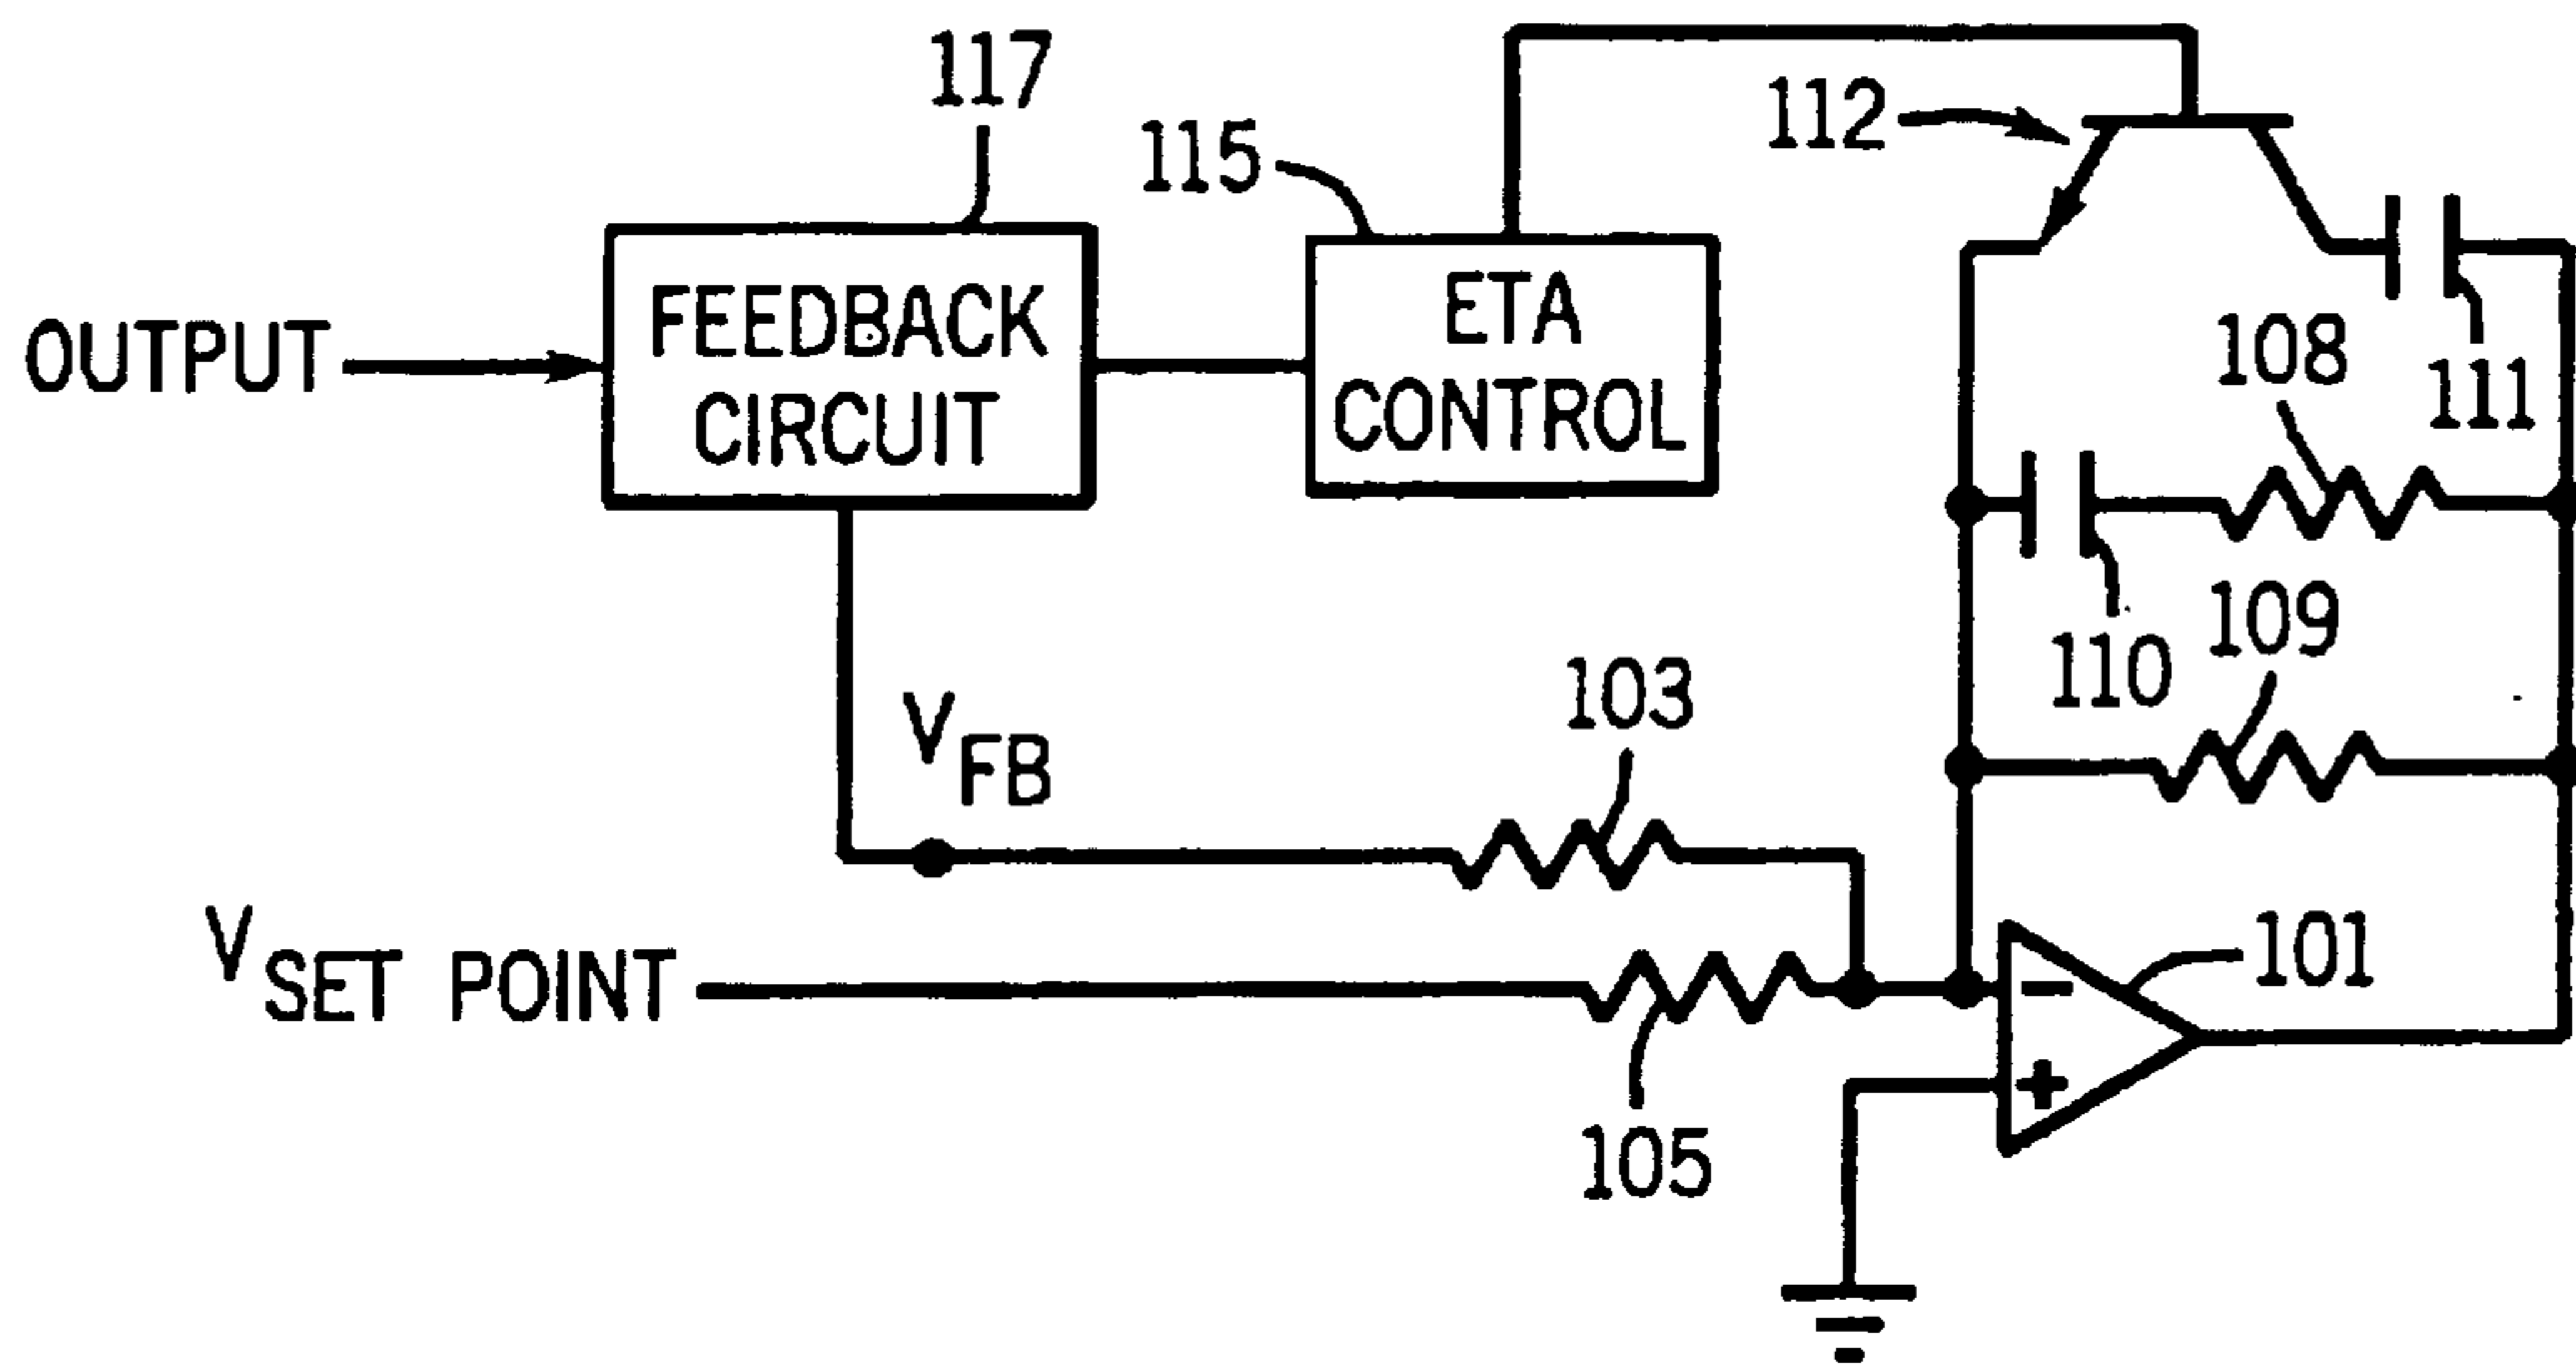 117
115
112
OUTPUT
FEEDBACK
CIRCUIT
ETA
CONTROL
108
111
110
109
103
V FB
V SET POINT
101
105
-
+